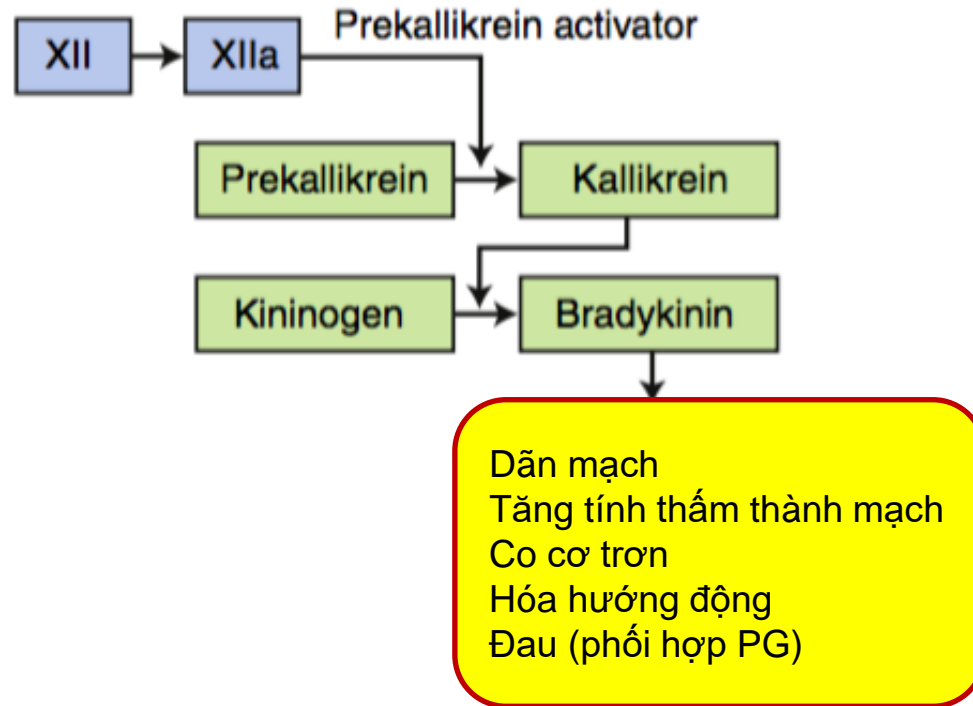 Prekallikrein activator
XII
XIIa
Prekallikrein
Kallikrein
Kininogen
Bradykinin
Dãn mạch
Tăng tính thấm thành mạch
Co cơ trơn
Hóa hướng động
Đau (phối hợp PG)